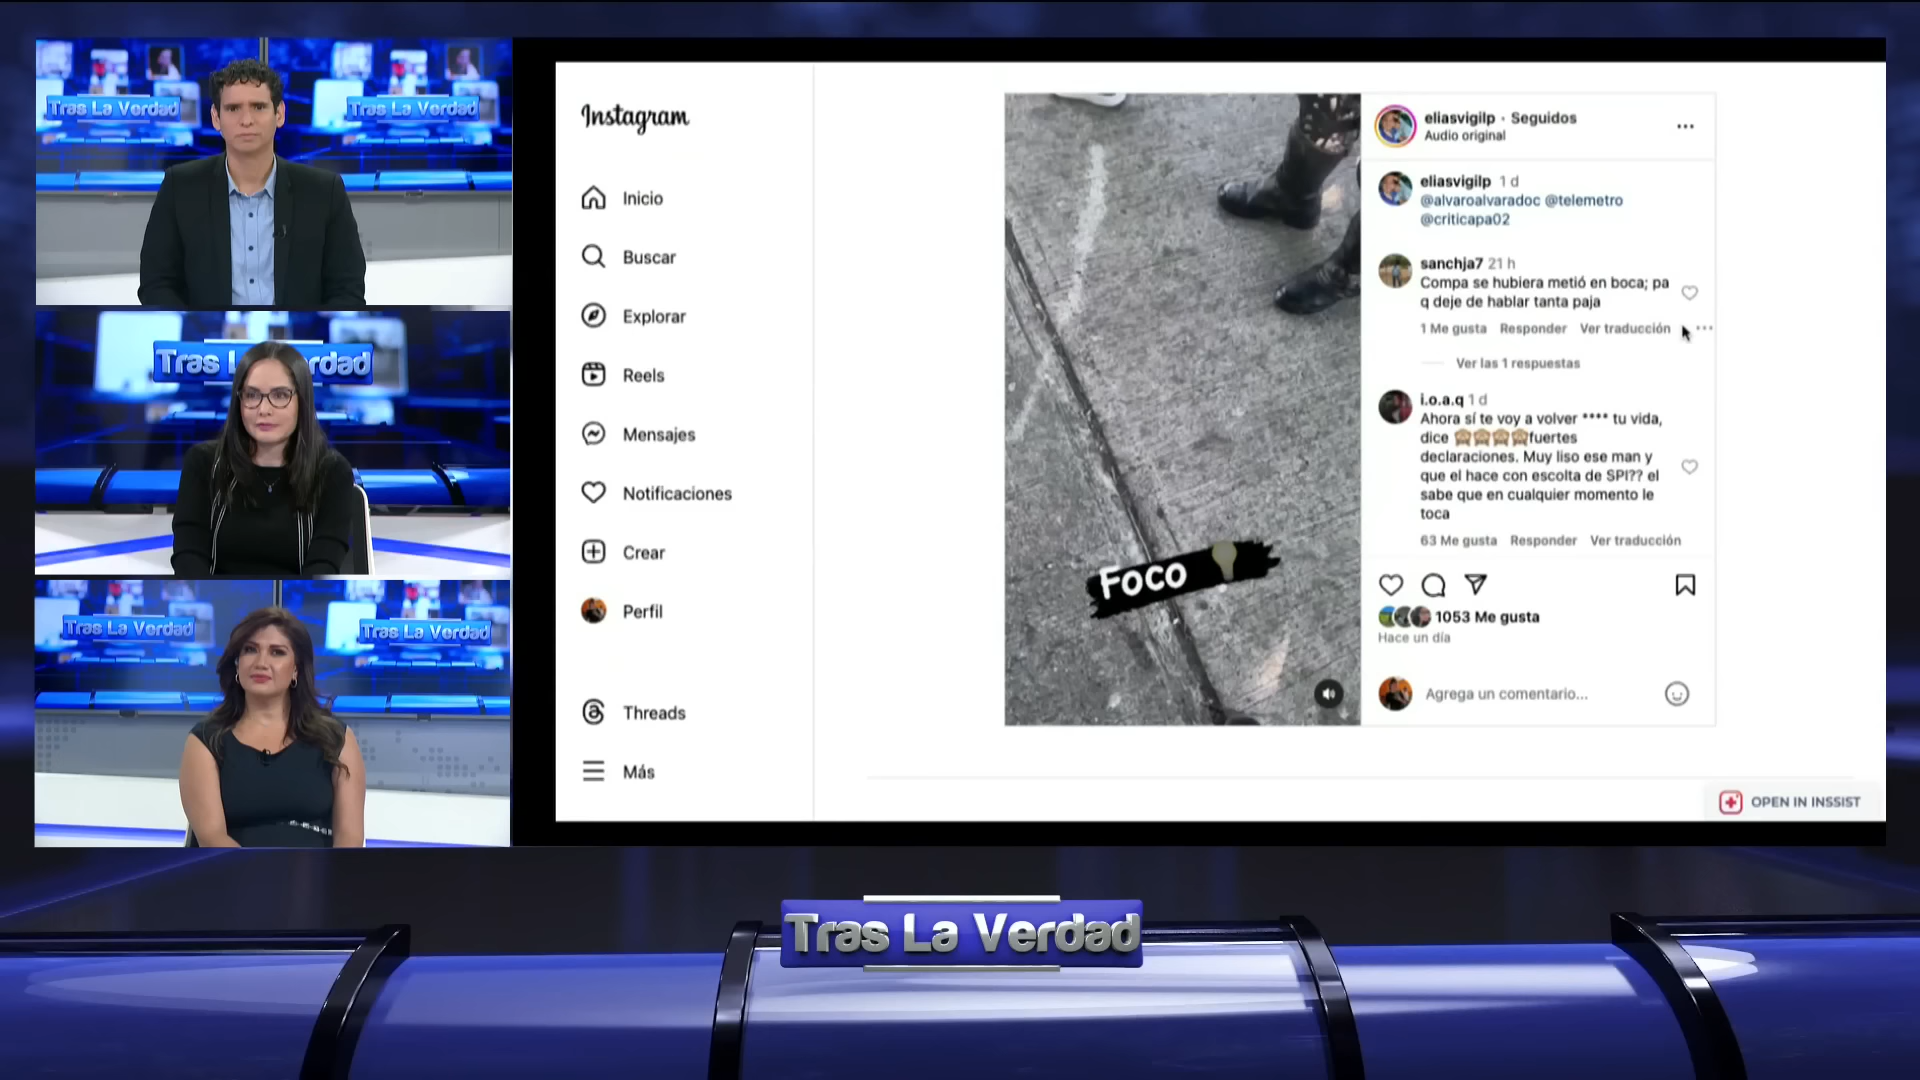 Tras La Verdad
Tras La Verdad
Tras L rdad
Tras La Verdad
Tras La Verdad
Instagram
Inicio
Buscar
Explorar
Reels
Mensajes
Notificaciones
Crear
Perfil
Threads
Más
Foco
eliasvigilp · Seguidos
Audio original
eliasvigilp 1 d
@alvaroalvaradoc @telemetro
@criticapa02
sanchja7 21 h
Compa se hubiera metió en boca; pa
q deje de hablar tanta paja
1 Me gusta Responder Ver traducción
Ver las 1 respuestas
i.o.a.q 1 d
Ahora sí te voy a volver **** tu vida,
dice 🙈🙈🙈🙈fuertes
declaraciones. Muy liso ese man y
que el hace con escolta de SPI?? el
sabe que en cualquier momento le
toca
63 Me gusta Responder Ver traducción
1053 Me gusta
Hace un día
Agrega un comentario...
OPEN IN INSSIST
Tras La Verdad